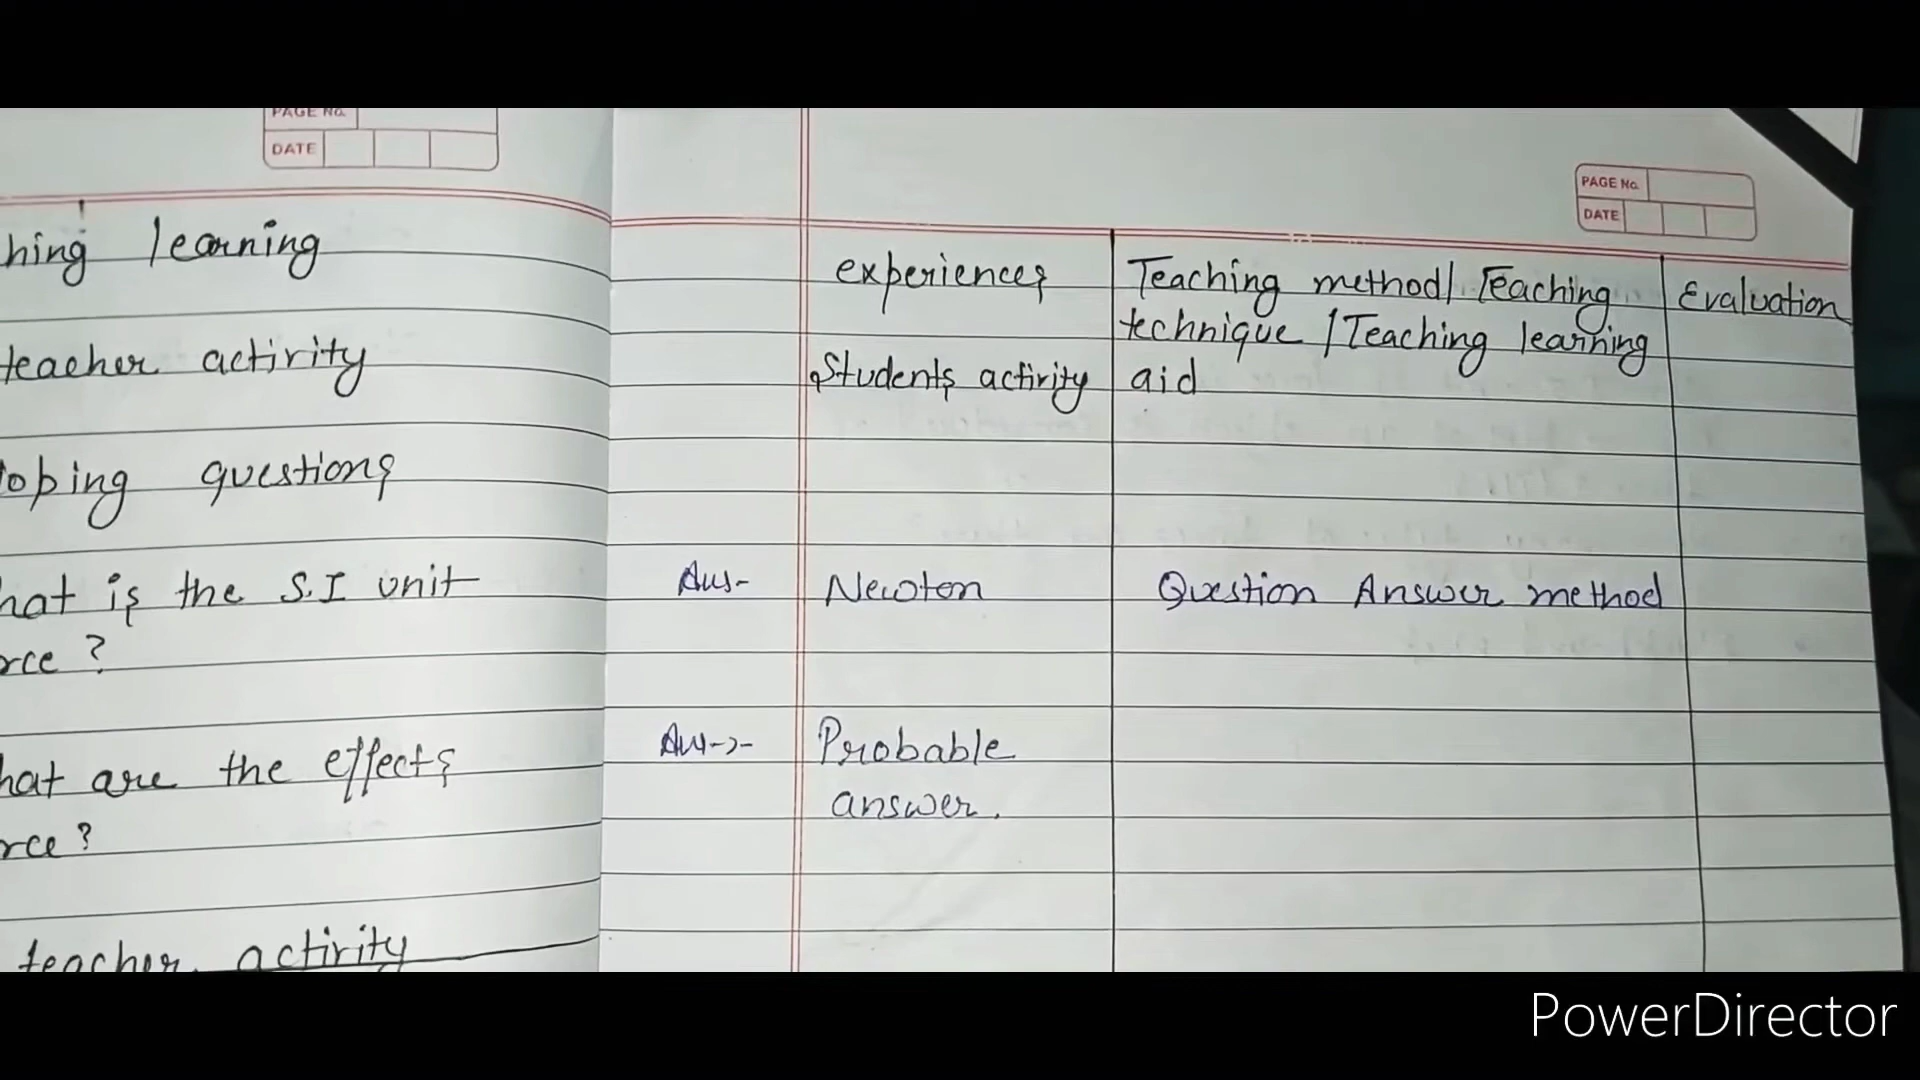 PAGE No.
DATE
hing learning
teacher activity
oping questions
hat is the S.I unit
rce ?
hat are the effects
rce ?
teacher activity
PAGE No.
DATE
experiences
Students activity
Teaching method/ Teaching
technique / Teaching learning
aid
Evaluation
Ans- Newton
Question Answer method
Ans-:- Probable
answer.
PowerDirector